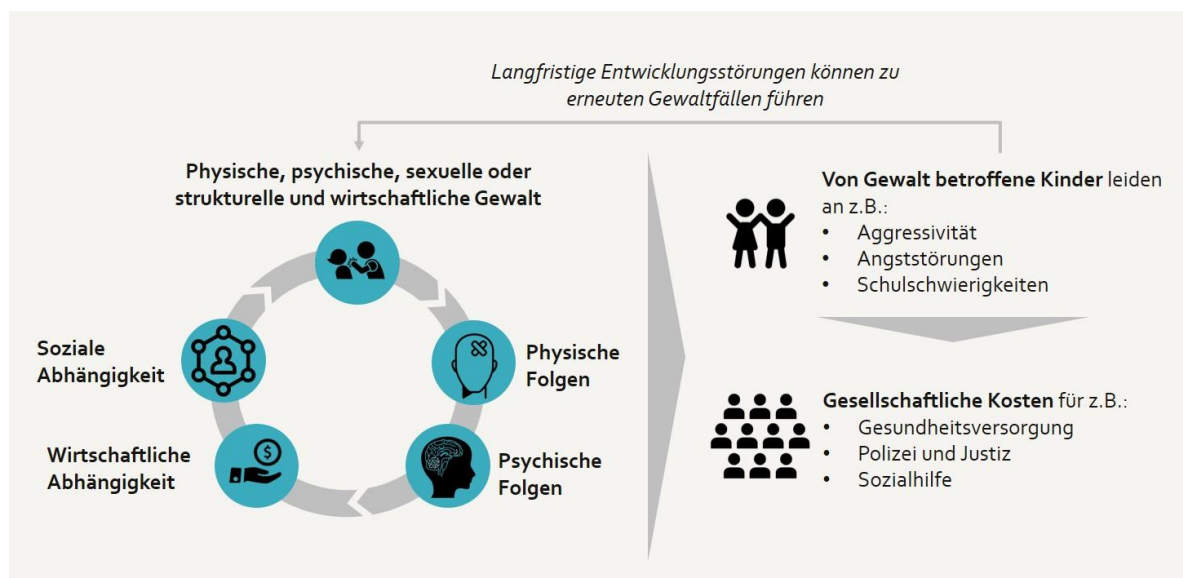 Langfristige Entwicklungsstörungen können zu
erneuten Gewaltfällen führen
Physische, psychische, sexuelle oder
strukturelle und wirtschaftliche Gewalt
Physische
Folgen
Psychische
Folgen
Wirtschaftliche
Abhängigkeit
$
Soziale
Abhängigkeit
Von Gewalt betroffene Kinder leiden
an z.B.:
• Aggressivität
• Angststörungen
• Schulschwierigkeiten
Gesellschaftliche Kosten für z.B.:
• Gesundheitsversorgung
• Polizei und Justiz
• Sozialhilfe